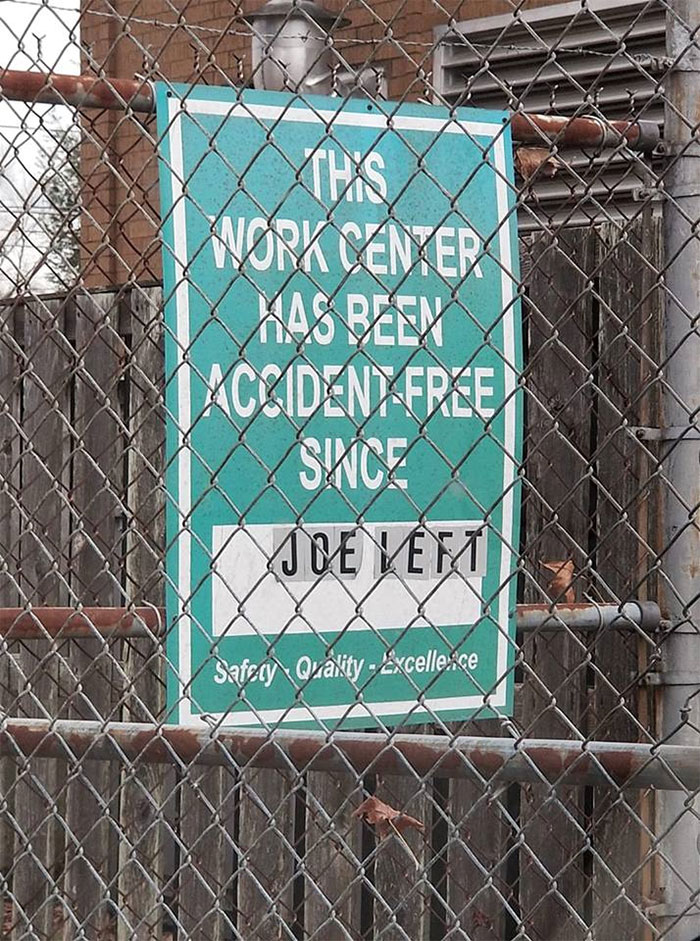 THIS
WORK CENTER
HAS BEEN
ACCIDENT-FREE
SINCE
JOE LEFT
Safety - Quality - Excellence